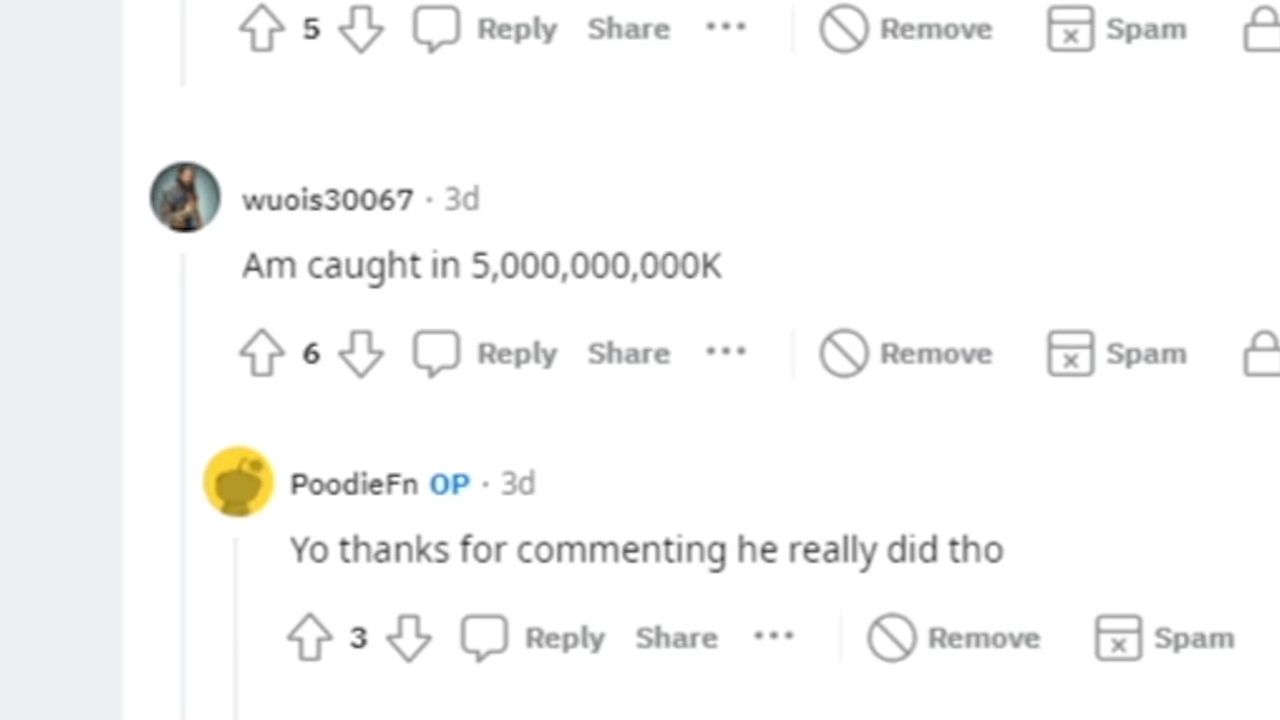 5 Reply Share ··· Remove Spam
wuois30067 · 3d
Am caught in 5,000,000,000K
6 Reply Share ··· Remove Spam
PoodieFn OP · 3d
Yo thanks for commenting he really did tho
3 Reply Share ··· Remove Spam